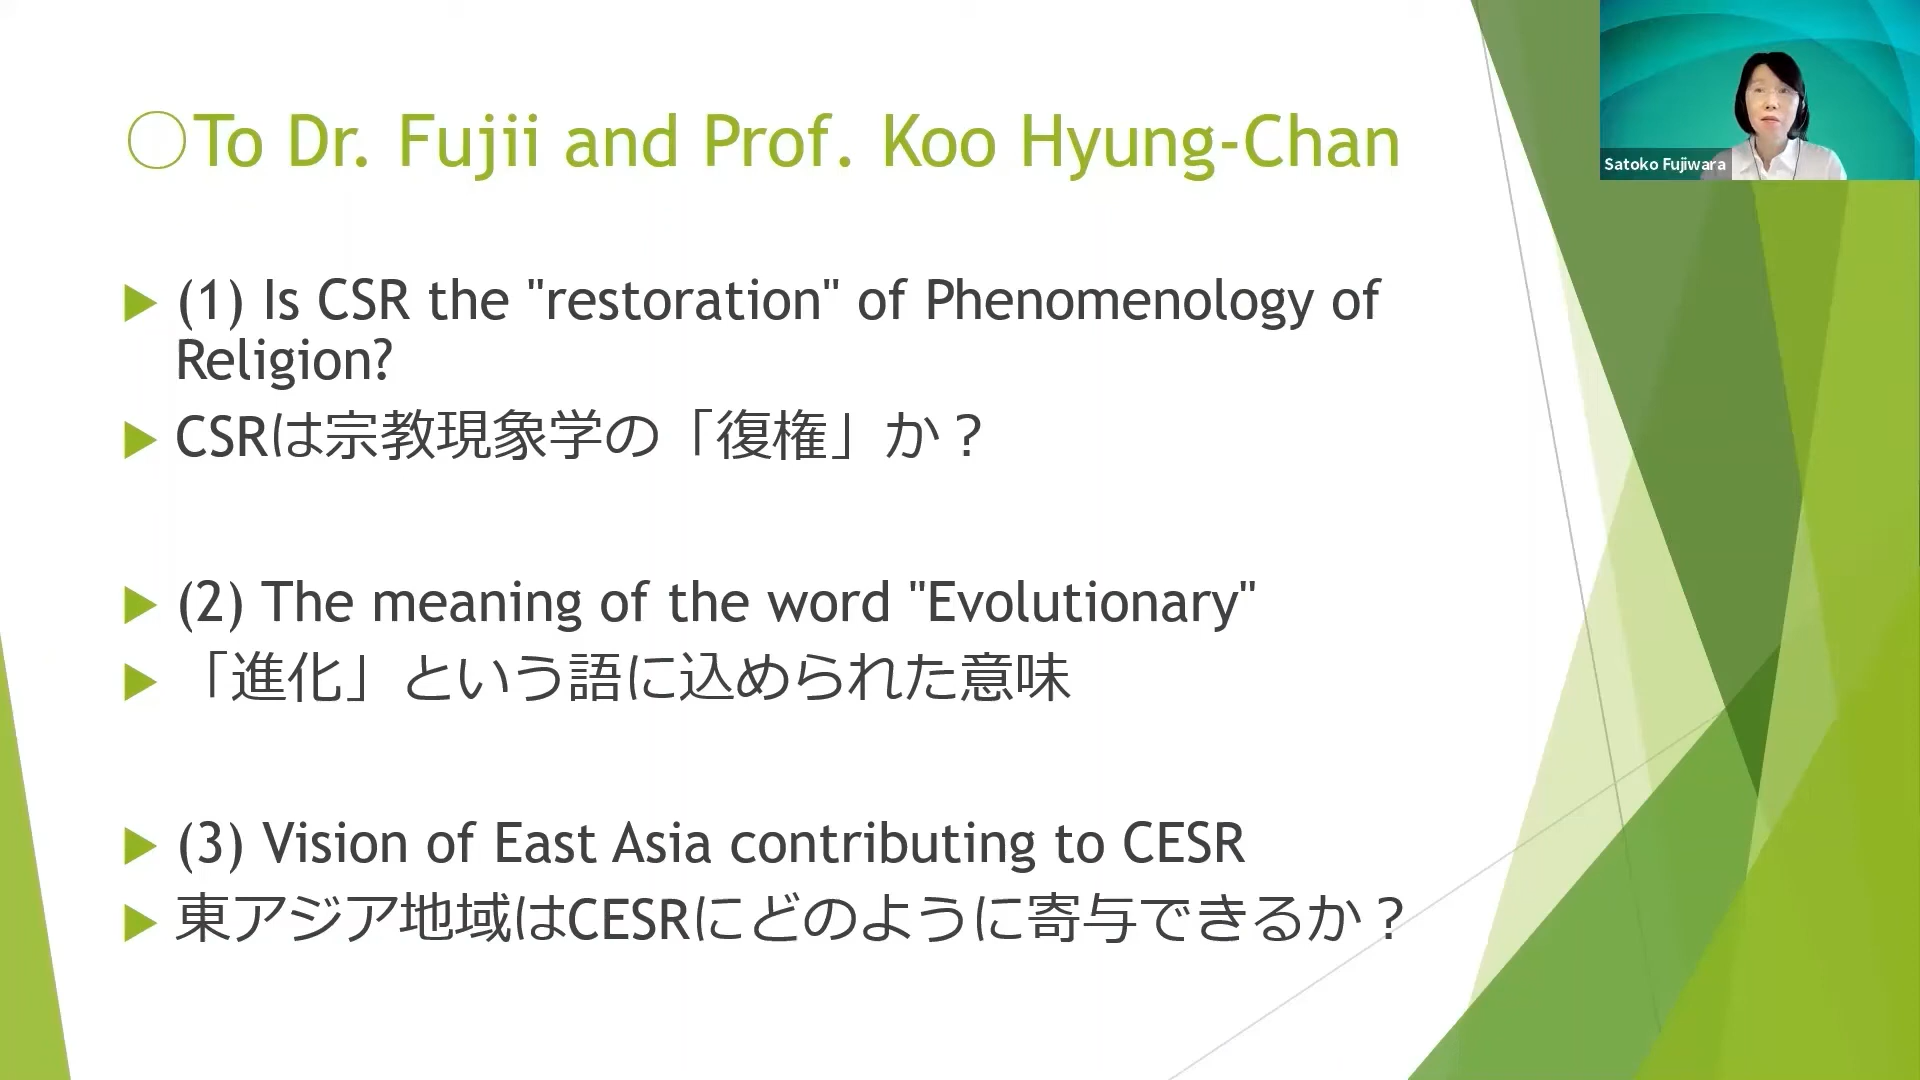 ○To Dr. Fujii and Prof. Koo Hyung-Chan
Satoko Fujiwara
(1) Is CSR the "restoration" of Phenomenology of
Religion?
CSRは宗教現象学の「復権」か？
(2) The meaning of the word "Evolutionary"
「進化」という語に込められた意味
(3) Vision of East Asia contributing to CESR
東アジア地域はCESRにどのように寄与できるか？